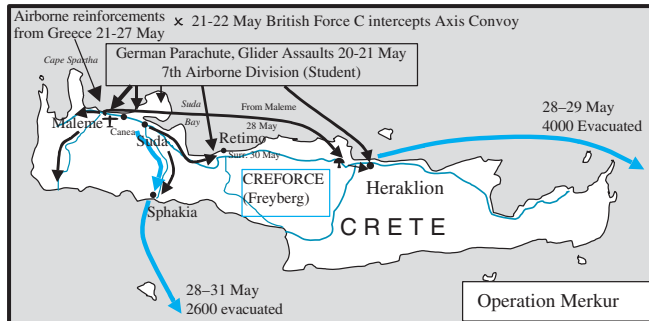 Airborne reinforcements
from Greece 21-27 May
x 21-22 May British Force C intercepts Axis Convoy
German Parachute, Glider Assaults 20-21 May
7th Airborne Division (Student)
Cape Spartha
Suda
Bay
From Maleme
28 May
28–29 May
4000 Evacuated
Maleme
Canea
Suda
Retimo
Surr. 30 May
CREFORCE
(Freyberg)
Heraklion
Sphakia
CRETE
28–31 May
2600 evacuated
Operation Merkur